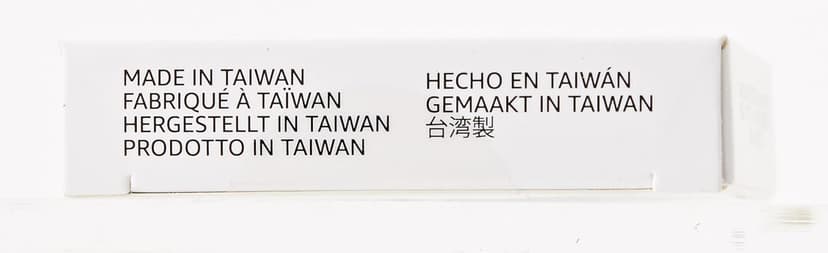 MADE IN TAIWAN
FABRIQUÉ À TAÏWAN
HERGESTELLT IN TAIWAN
PRODOTTO IN TAIWAN
HECHO EN TAIWÁN
GEMAAKT IN TAIWAN
台湾製